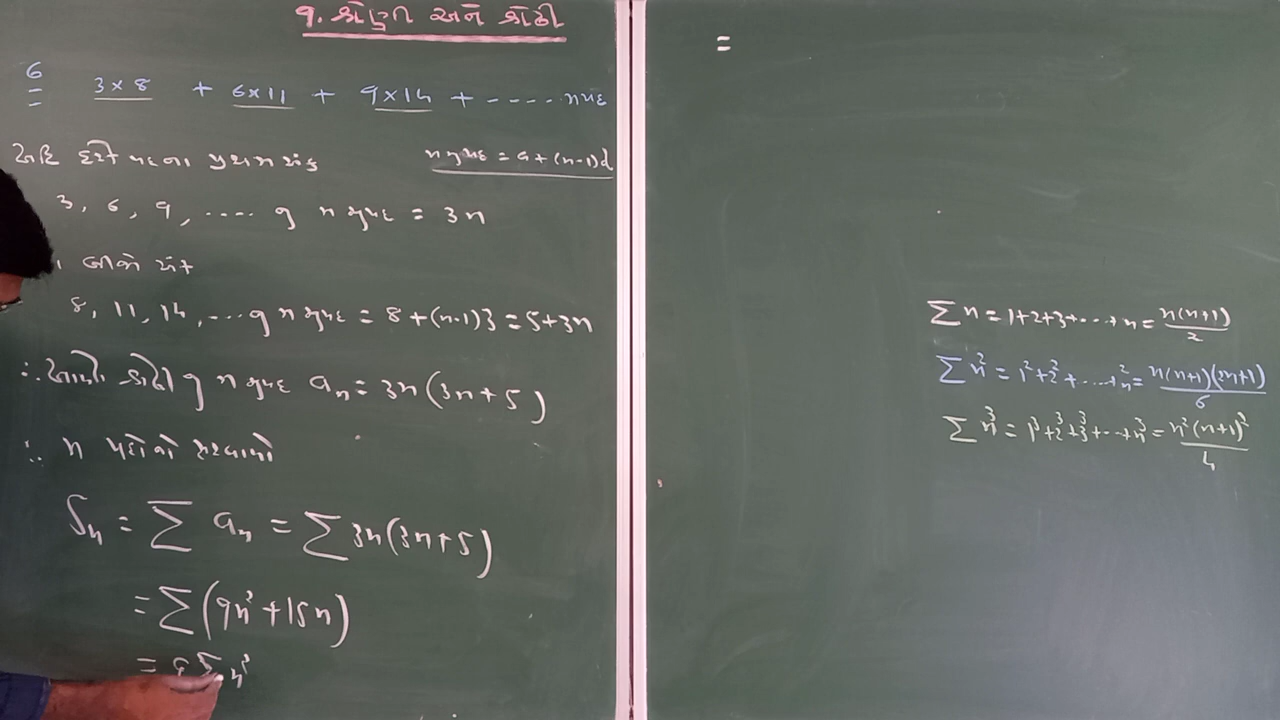 ૧. શ્રેણી અને શ્રેઢી
6 3×8 + 6×11 + 9×14 + ---- n પદ
અહિ દરેક પદના પ્રથમ અંક nમુ પદ = a+(n-1)d
3, 6, 9, .... નુ n મુ પદ = 3n
બીજો અંક
8, 11, 14, ... નુ n મુ પદ = 8+(n-1)3 = 5+3n
∴ આપેલ શ્રેઢી નુ n મુ પદ aₙ = 3n(3n+5)
∴ n પદોનો સરવાળો
Sₙ = ∑ aₙ = ∑ 3n(3n+5)
= ∑(9n²+15n)
= 9∑n²
=
∑n = 1+2+3+...+n = n(n+1)/2
∑n² = 1²+2²+...+n² = n(n+1)(2n+1)/6
∑n³ = 1³+2³+3³+...+n³ = n²(n+1)²/4